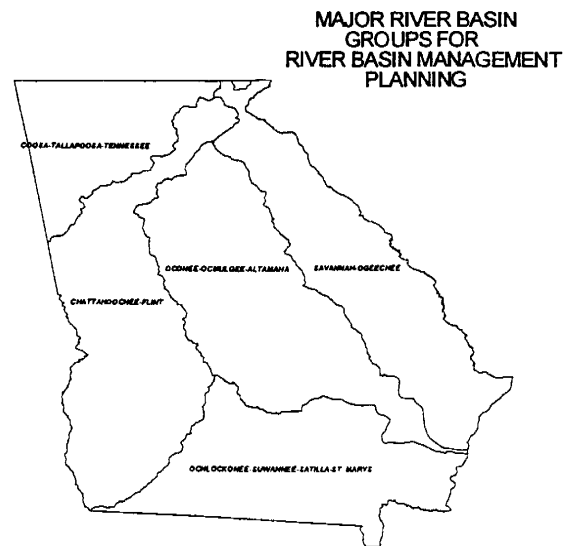 MAJOR RIVER BASIN
GROUPS FOR
RIVER BASIN MANAGEMENT
PLANNING
COOSA-TALLAPOOSA-TENNESSEE
OCONEE-OCMULGEE-ALTAMAHA
SAVANNAH-OGEECHEE
CHATTAHOOCHEE-FLINT
OCHLOCKONEE-SUWANNEE-SATILLA-ST MARYS